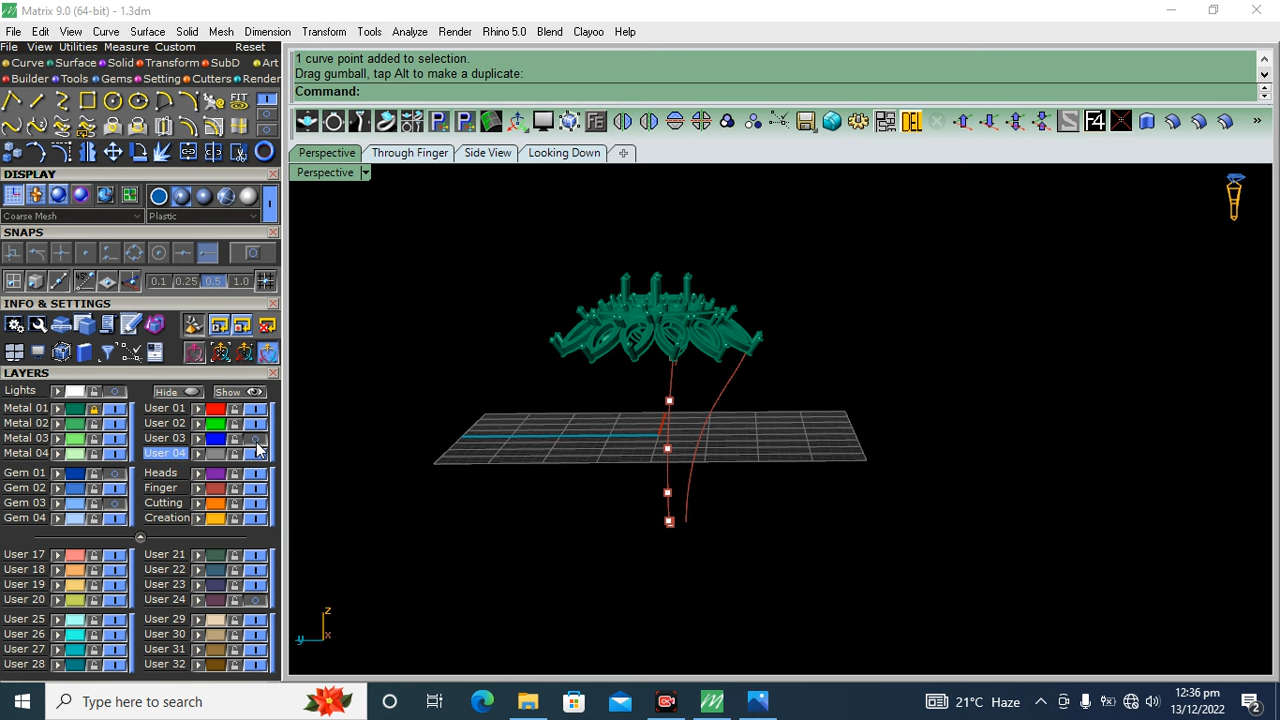 Matrix 9.0 (64-bit) - 1.3dm
File Edit View Curve Surface Solid Mesh Dimension Transform Tools Analyze Render Rhino 5.0 Blend Clayoo Help
File View Utilities Measure Custom Reset
Curve Surface Solid Transform SubD Art
Builder Tools Gems Setting Cutters Render
1 curve point added to selection.
Drag gumball, tap Alt to make a duplicate:
Command:
FIT
P P FE DEL S F4 »
Perspective Through Finger Side View Looking Down
Perspective
DISPLAY
Coarse Mesh Plastic
SNAPS
0.1 0.25 0.5 1.0
INFO & SETTINGS
LAYERS
Lights Hide Show
Metal 01 User 01
Metal 02 User 02
Metal 03 User 03
Metal 04 User 04
Gem 01 Heads
Gem 02 Finger
Gem 03 Cutting
Gem 04 Creation
User 17 User 21
User 18 User 22
User 19 User 23
User 20 User 24
User 25 User 29
User 26 User 30
User 27 User 31
User 28 User 32
z
y x
Type here to search
21°C Haze
12:36 pm
13/12/2022
2